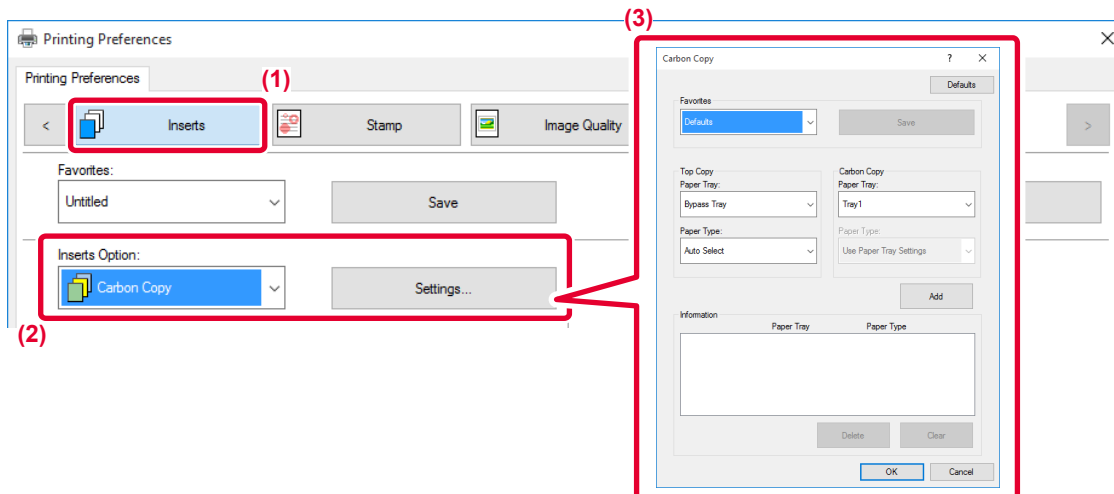 (3)
Printing Preferences
Printing Preferences
(1)
<
Inserts
Stamp
Image Quality
>
Favorites:
Untitled
Save
Inserts Option:
Carbon Copy
Settings...
(2)
Carbon Copy
?
Defaults
Favorites
Defaults
Save
Top Copy
Carbon Copy
Paper Tray:
Paper Tray:
Bypass Tray
Tray1
Paper Type:
Paper Type:
Auto Select
Use Paper Tray Settings
Add
Information
Paper Tray
Paper Type
Delete
Clear
OK
Cancel